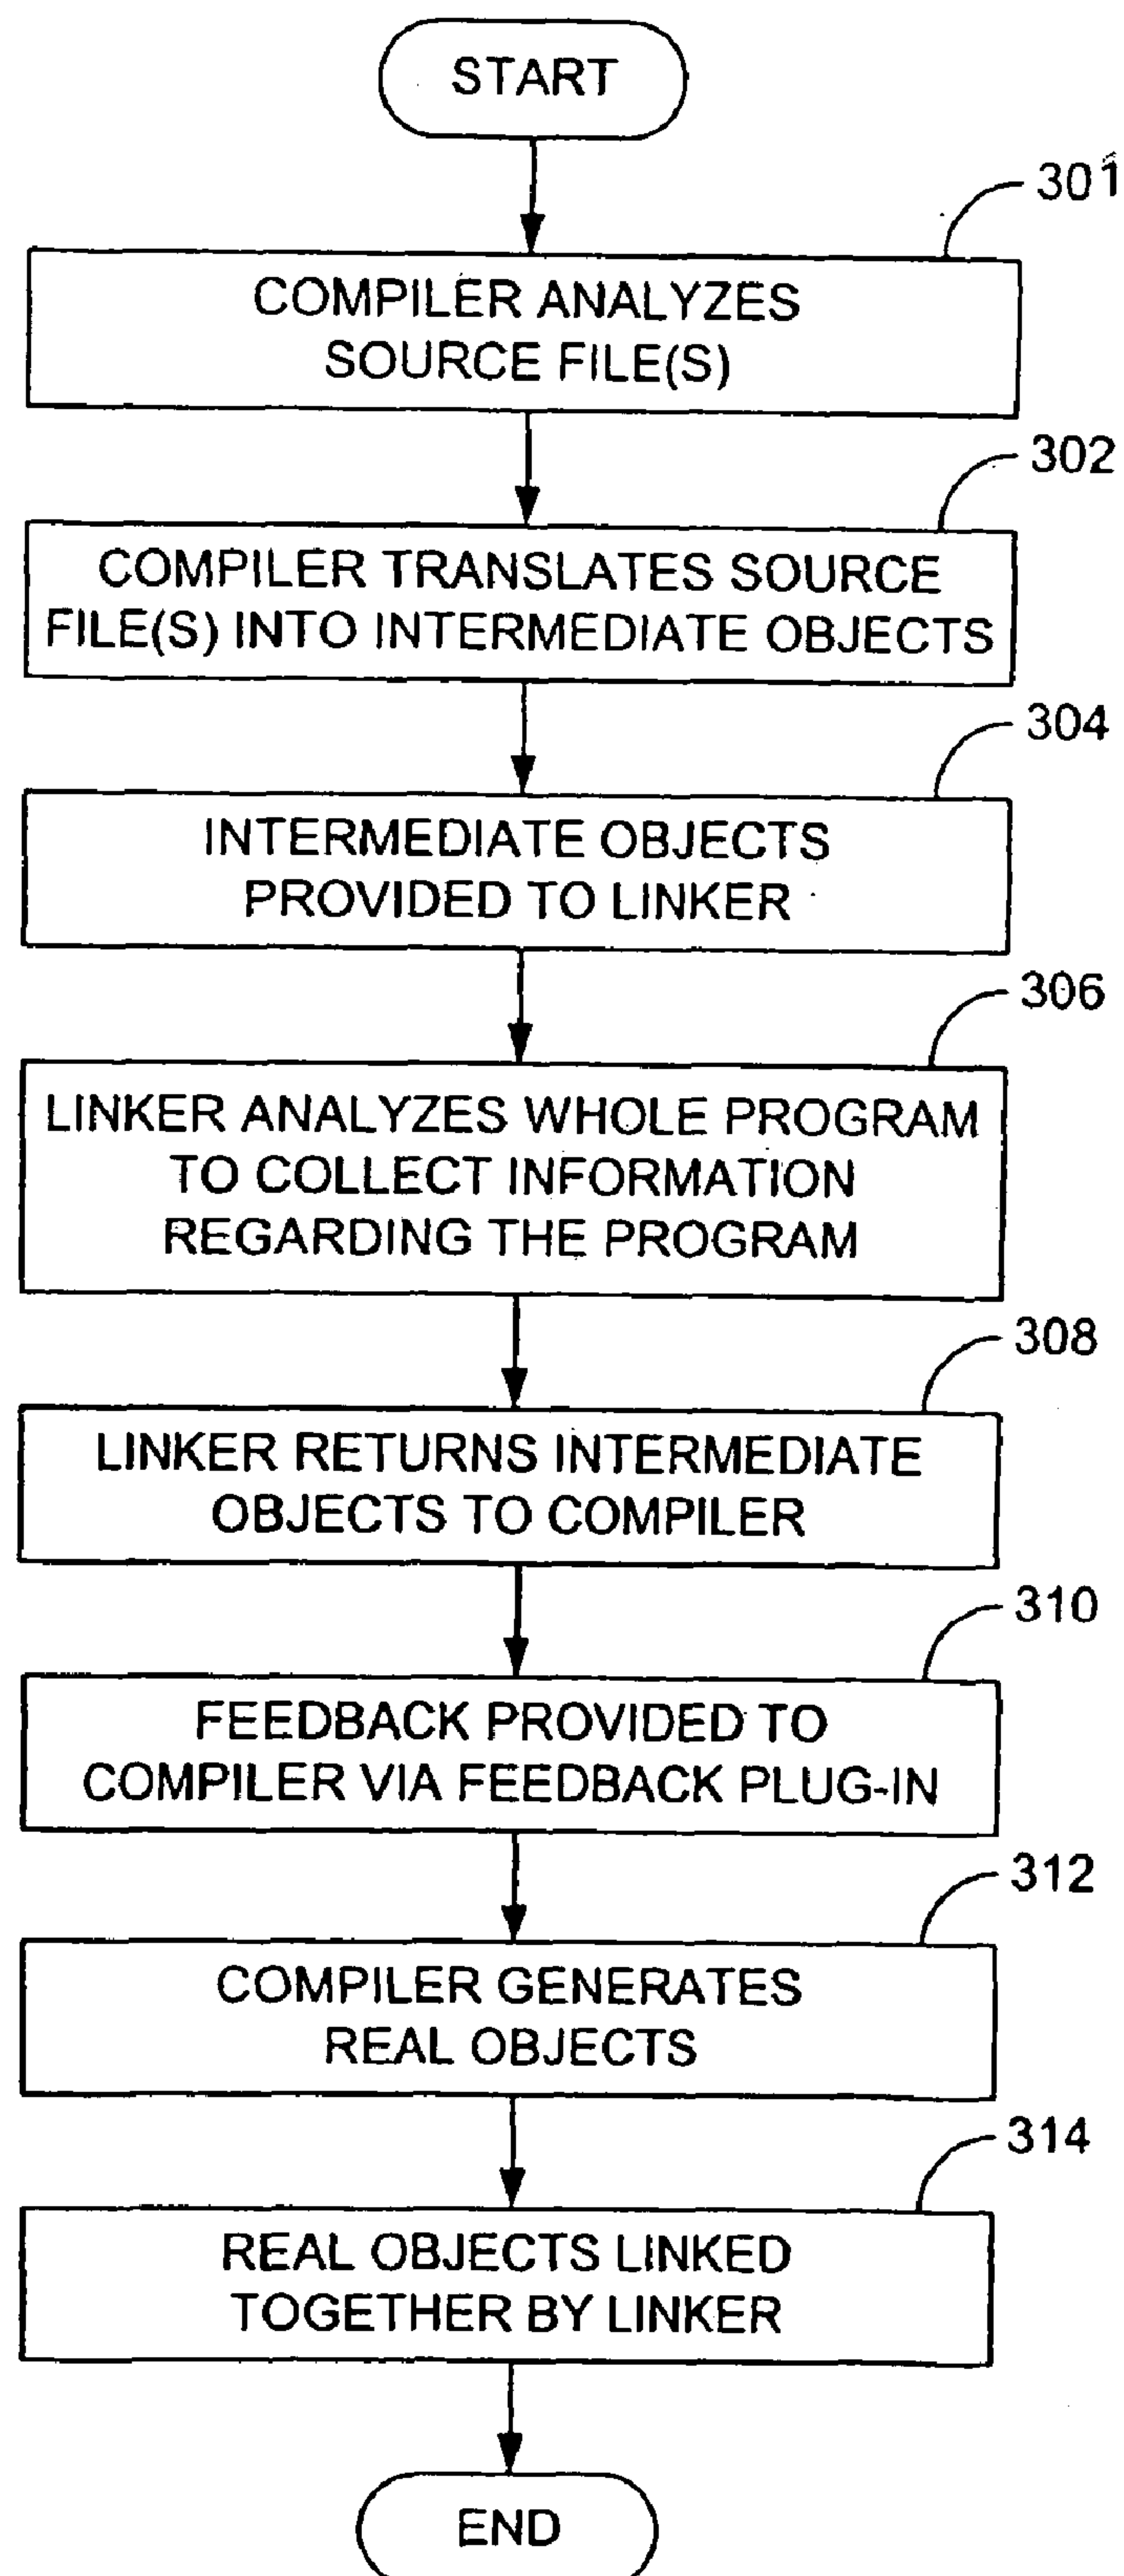 START
301
COMPILER ANALYZES
SOURCE FILE(S)
302
COMPILER TRANSLATES SOURCE
FILE(S) INTO INTERMEDIATE OBJECTS
304
INTERMEDIATE OBJECTS
PROVIDED TO LINKER
306
LINKER ANALYZES WHOLE PROGRAM
TO COLLECT INFORMATION
REGARDING THE PROGRAM
308
LINKER RETURNS INTERMEDIATE
OBJECTS TO COMPILER
310
FEEDBACK PROVIDED TO
COMPILER VIA FEEDBACK PLUG-IN
312
COMPILER GENERATES
REAL OBJECTS
314
REAL OBJECTS LINKED
TOGETHER BY LINKER
END